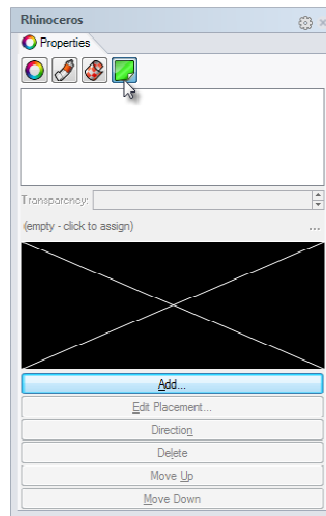 Rhinoceros
Properties
Transparency:
(empty - click to assign) ...
Add...
Edit Placement...
Direction
Delete
Move Up
Move Down